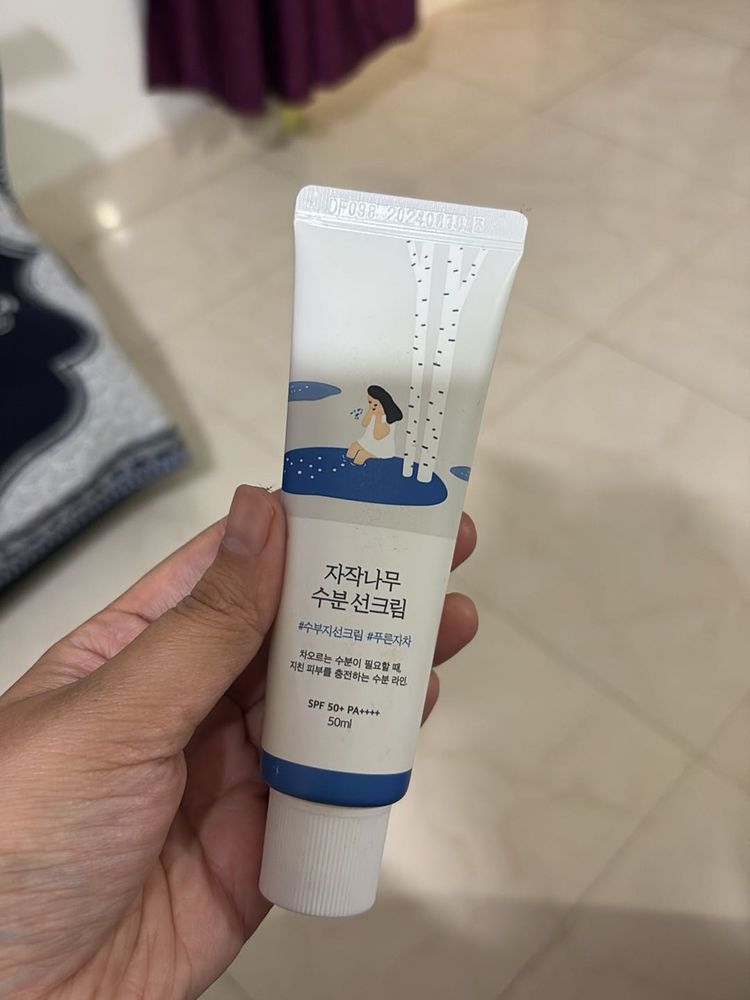 DP098
자작나무
수분 선크림
#수부지선크림 #푸른자차
차오르는 수분이 필요할 때,
지친 피부를 충전하는 수분 라인.
SPF 50+ PA++++
50ml